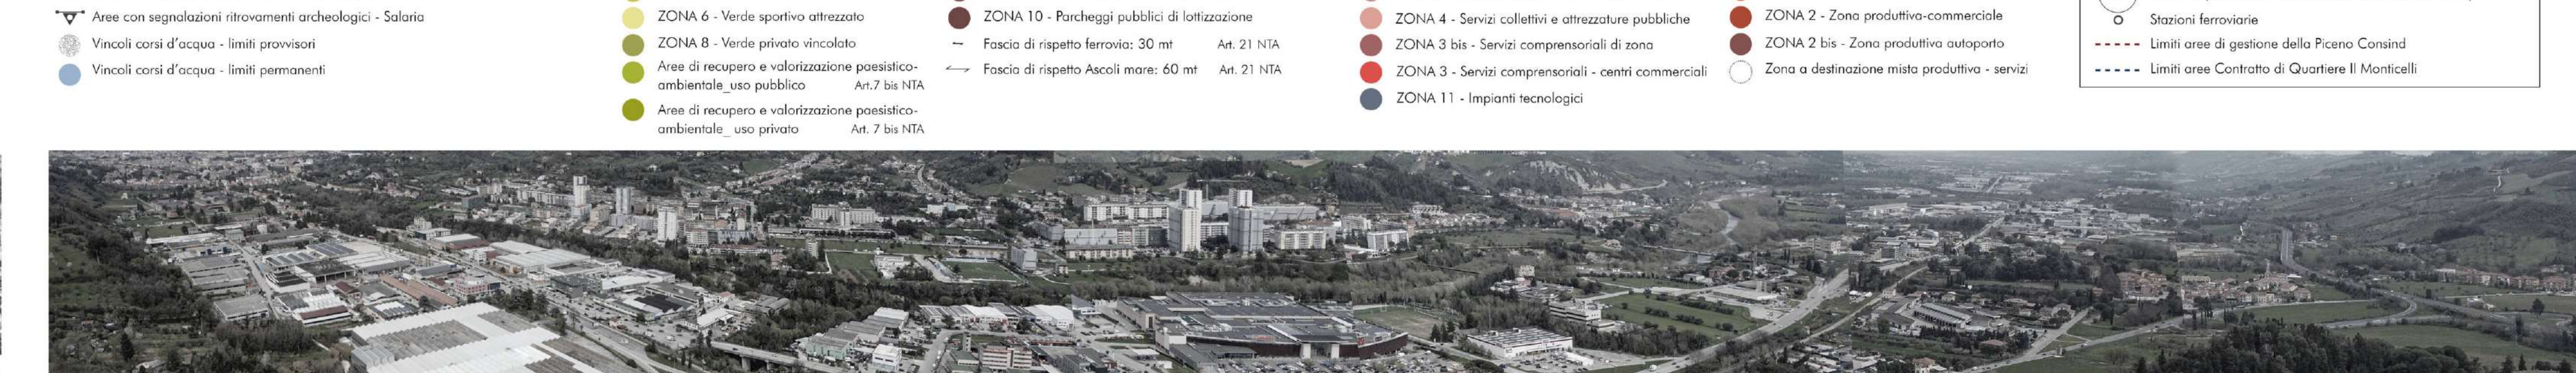 Aree con segnalazioni ritrovamenti archeologici - Salaria
Vincoli corsi d'acqua - limiti provvisori
Vincoli corsi d'acqua - limiti permanenti
ZONA 6 - Verde sportivo attrezzato
ZONA 8 - Verde privato vincolato
Aree di recupero e valorizzazione paesistico-
ambientale_uso pubblico Art.7 bis NTA
Aree di recupero e valorizzazione paesistico-
ambientale_ uso privato Art. 7 bis NTA
ZONA 10 - Parcheggi pubblici di lottizzazione
Fascia di rispetto ferrovia: 30 mt Art. 21 NTA
Fascia di rispetto Ascoli mare: 60 mt Art. 21 NTA
ZONA 4 - Servizi collettivi e attrezzature pubbliche
ZONA 3 bis - Servizi comprensoriali di zona
ZONA 3 - Servizi comprensoriali - centri commerciali
ZONA 11 - Impianti tecnologici
ZONA 2 - Zona produttiva-commerciale
ZONA 2 bis - Zona produttiva autoporto
Zona a destinazione mista produttiva - servizi
Stazioni ferroviarie
Limiti aree di gestione della Piceno Consind
Limiti aree Contratto di Quartiere II Monticelli